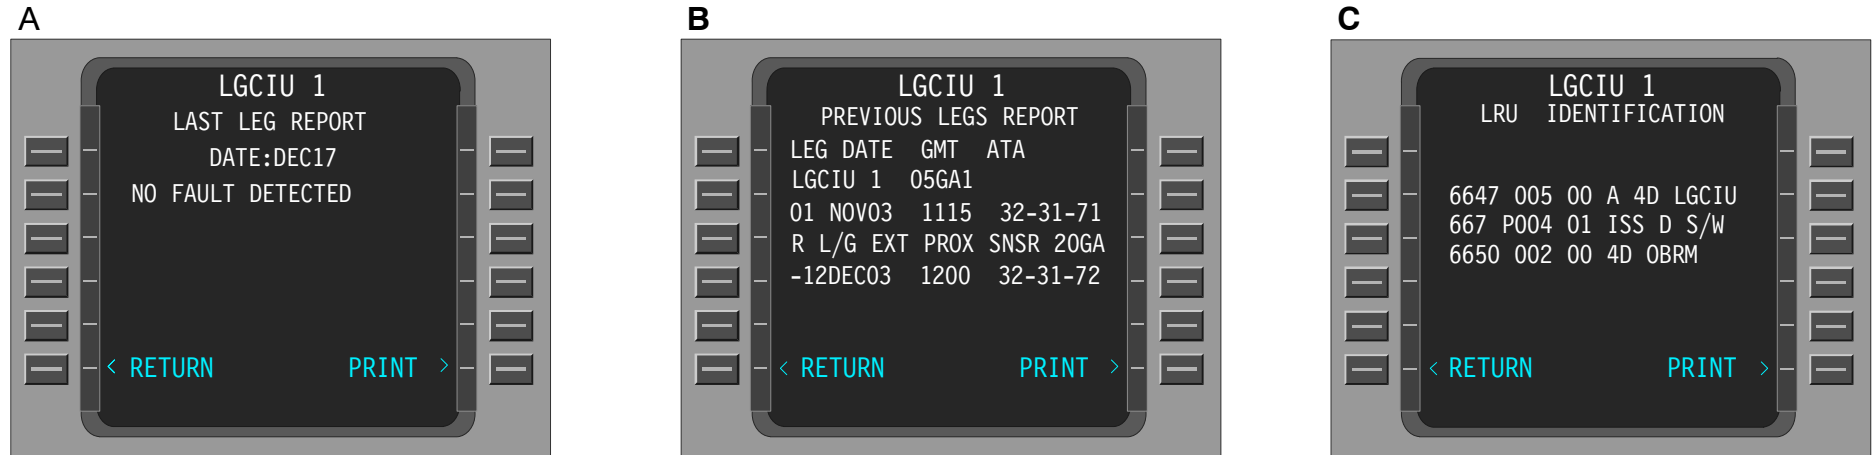 A
LGCIU 1
LAST LEG REPORT
DATE:DEC17
NO FAULT DETECTED
< RETURN PRINT >
B
LGCIU 1
PREVIOUS LEGS REPORT
LEG DATE GMT ATA
LGCIU 1 05GA1
01 NOV03 1115 32-31-71
R L/G EXT PROX SNSR 20GA
-12DEC03 1200 32-31-72
< RETURN PRINT >
C
LGCIU 1
LRU IDENTIFICATION
6647 005 00 A 4D LGCIU
667 P004 01 ISS D S/W
6650 002 00 4D OBRM
< RETURN PRINT >